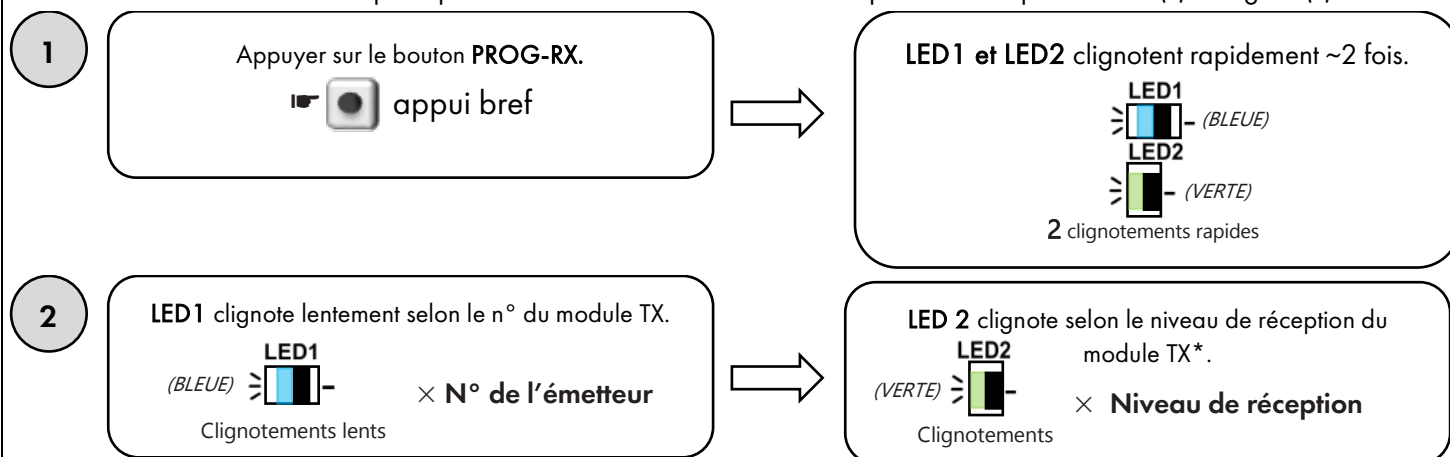 1
Appuyer sur le bouton PROG-RX.
☛ appui bref
LED1 et LED2 clignotent rapidement ~2 fois.
LED1
(BLEUE)
LED2
(VERTE)
2 clignotements rapides
2
LED1 clignote lentement selon le n° du module TX.
LED1
(BLEUE)
× N° de l'émetteur
Clignotements lents
LED 2 clignote selon le niveau de réception du
module TX*.
LED2
(VERTE)
× Niveau de réception
Clignotements